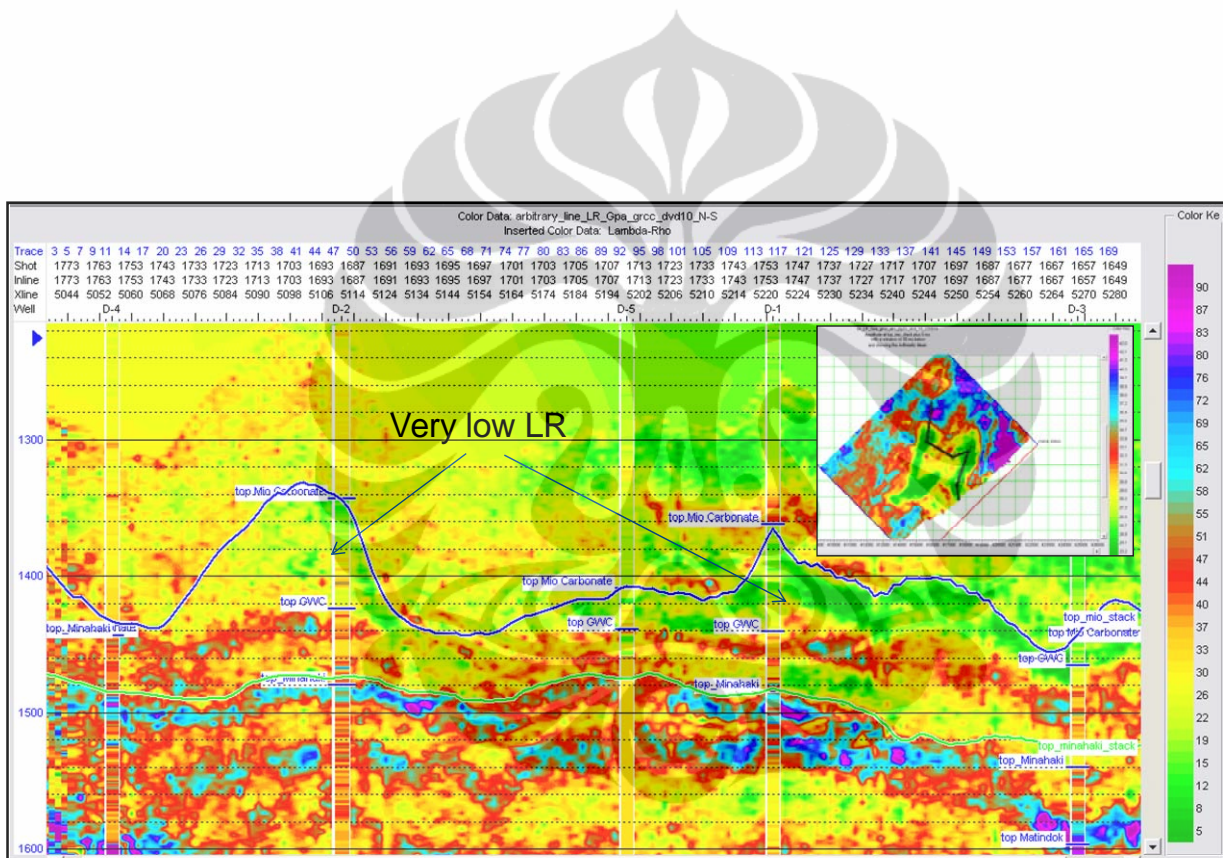 Color Data: arbitrary_line_LR_Gpa_grcc_dvd10_N-S
Inserted Color Data: Lambda-Rho
Color Ke
Trace 3 5 7 9 11 14 17 20 23 26 29 32 35 38 41 44 47 50 53 56 59 62 65 68 71 74 77 80 83 86 89 92 95 98 101 105 109 113 117 121 125 129 133 137 141 145 149 153 157 161 165 169
Shot 1773 1763 1753 1743 1733 1723 1713 1703 1693 1687 1691 1693 1695 1697 1701 1703 1705 1707 1713 1723 1733 1743 1753 1747 1737 1727 1717 1707 1697 1687 1677 1667 1657 1649
Inline 1773 1763 1753 1743 1733 1723 1713 1703 1693 1687 1691 1693 1695 1697 1701 1703 1705 1707 1713 1723 1733 1743 1753 1747 1737 1727 1717 1707 1697 1687 1677 1667 1657 1649
Xline 5044 5052 5060 5068 5076 5084 5090 5098 5106 5114 5124 5134 5144 5154 5164 5174 5184 5194 5202 5206 5210 5214 5220 5224 5230 5234 5240 5244 5250 5254 5260 5264 5270 5280
Well D-4 D-2 D-5 D-1 D-3
90
87
83
80
76
72
69
65
62
58
55
51
47
44
40
37
33
30
26
22
19
15
12
8
5
Very low LR
1300
top Mio Carbonate
top Mio Carbonate
1400
top Mio Carbonate
top GWC
top GWC
top GWC
top_Minahaki
top_mio_stack
top Mio Carbonate
top GWC
top_Minahaki
top_Minahaki
1500
top_minahaki_stack
top_Minahaki
top Matindok
1600